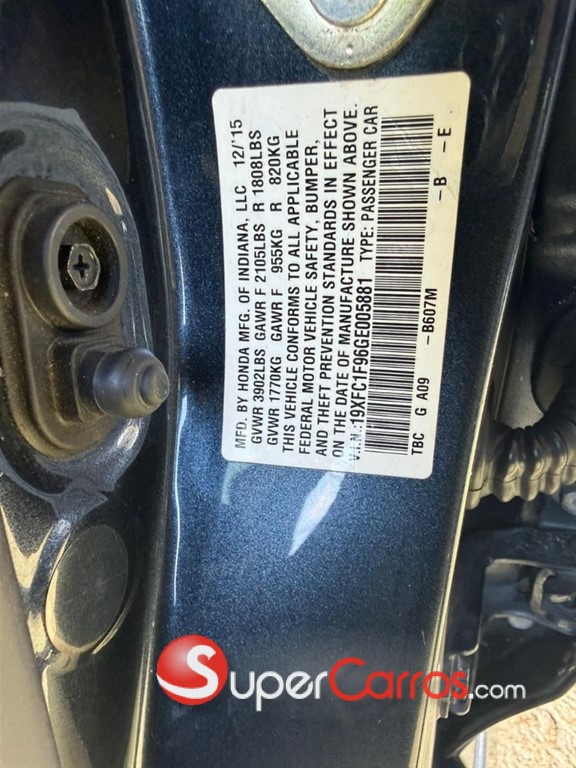 MFD. BY HONDA MFG. OF INDIANA, LLC 12/'15
GVWR 3902LBS GAWR F 2105LBS R 1808LBS
GVWR 1770KG GAWR F 955KG R 820KG
THIS VEHICLE CONFORMS TO ALL APPLICABLE
FEDERAL MOTOR VEHICLE SAFETY, BUMPER,
AND THEFT PREVENTION STANDARDS IN EFFECT
ON THE DATE OF MANUFACTURE SHOWN ABOVE.
V.I.N.:19XFC1F96GE005881 TYPE: PASSENGER CAR
TBC G A09 -B607M -B -E
SUPERCARROS.com